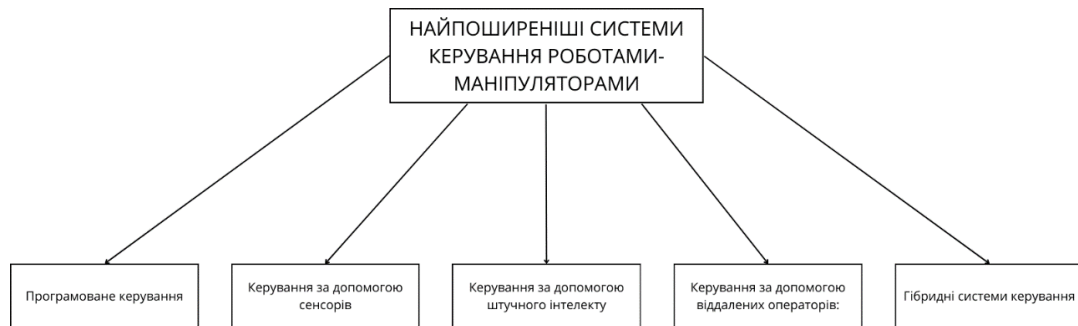 НАЙПОШИРЕНІШІ СИСТЕМИ
КЕРУВАННЯ РОБОТАМИ-
МАНІПУЛЯТОРАМИ
Програмоване керування
Керування за допомогою
сенсорів
Керування за допомогою
штучного інтелекту
Керування за допомогою
віддалених операторів:
Гібридні системи керування